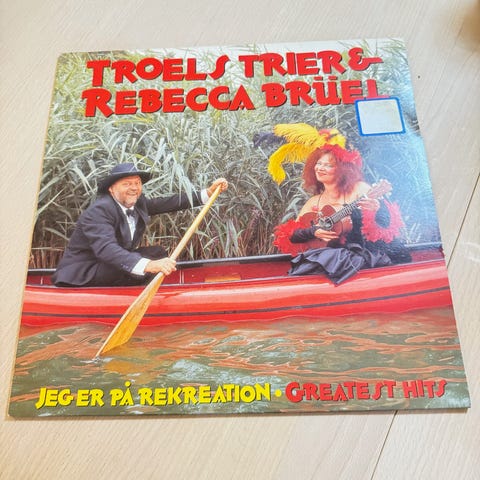 TROELS TRIER &
REBECCA BRÜEL
JEG ER PÅ REKREATION • GREATEST HITS